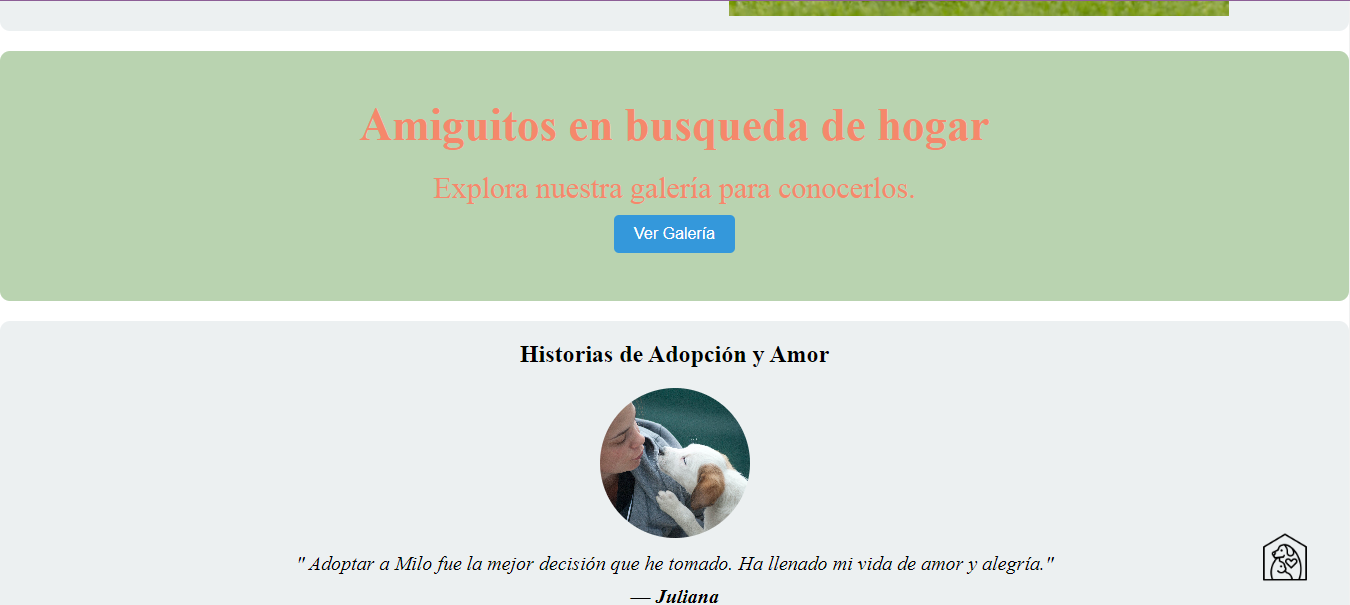 Amiguitos en busqueda de hogar
Explora nuestra galería para conocerlos.
Ver Galería
Historias de Adopción y Amor
" Adoptar a Milo fue la mejor decisión que he tomado. Ha llenado mi vida de amor y alegría."
— Juliana